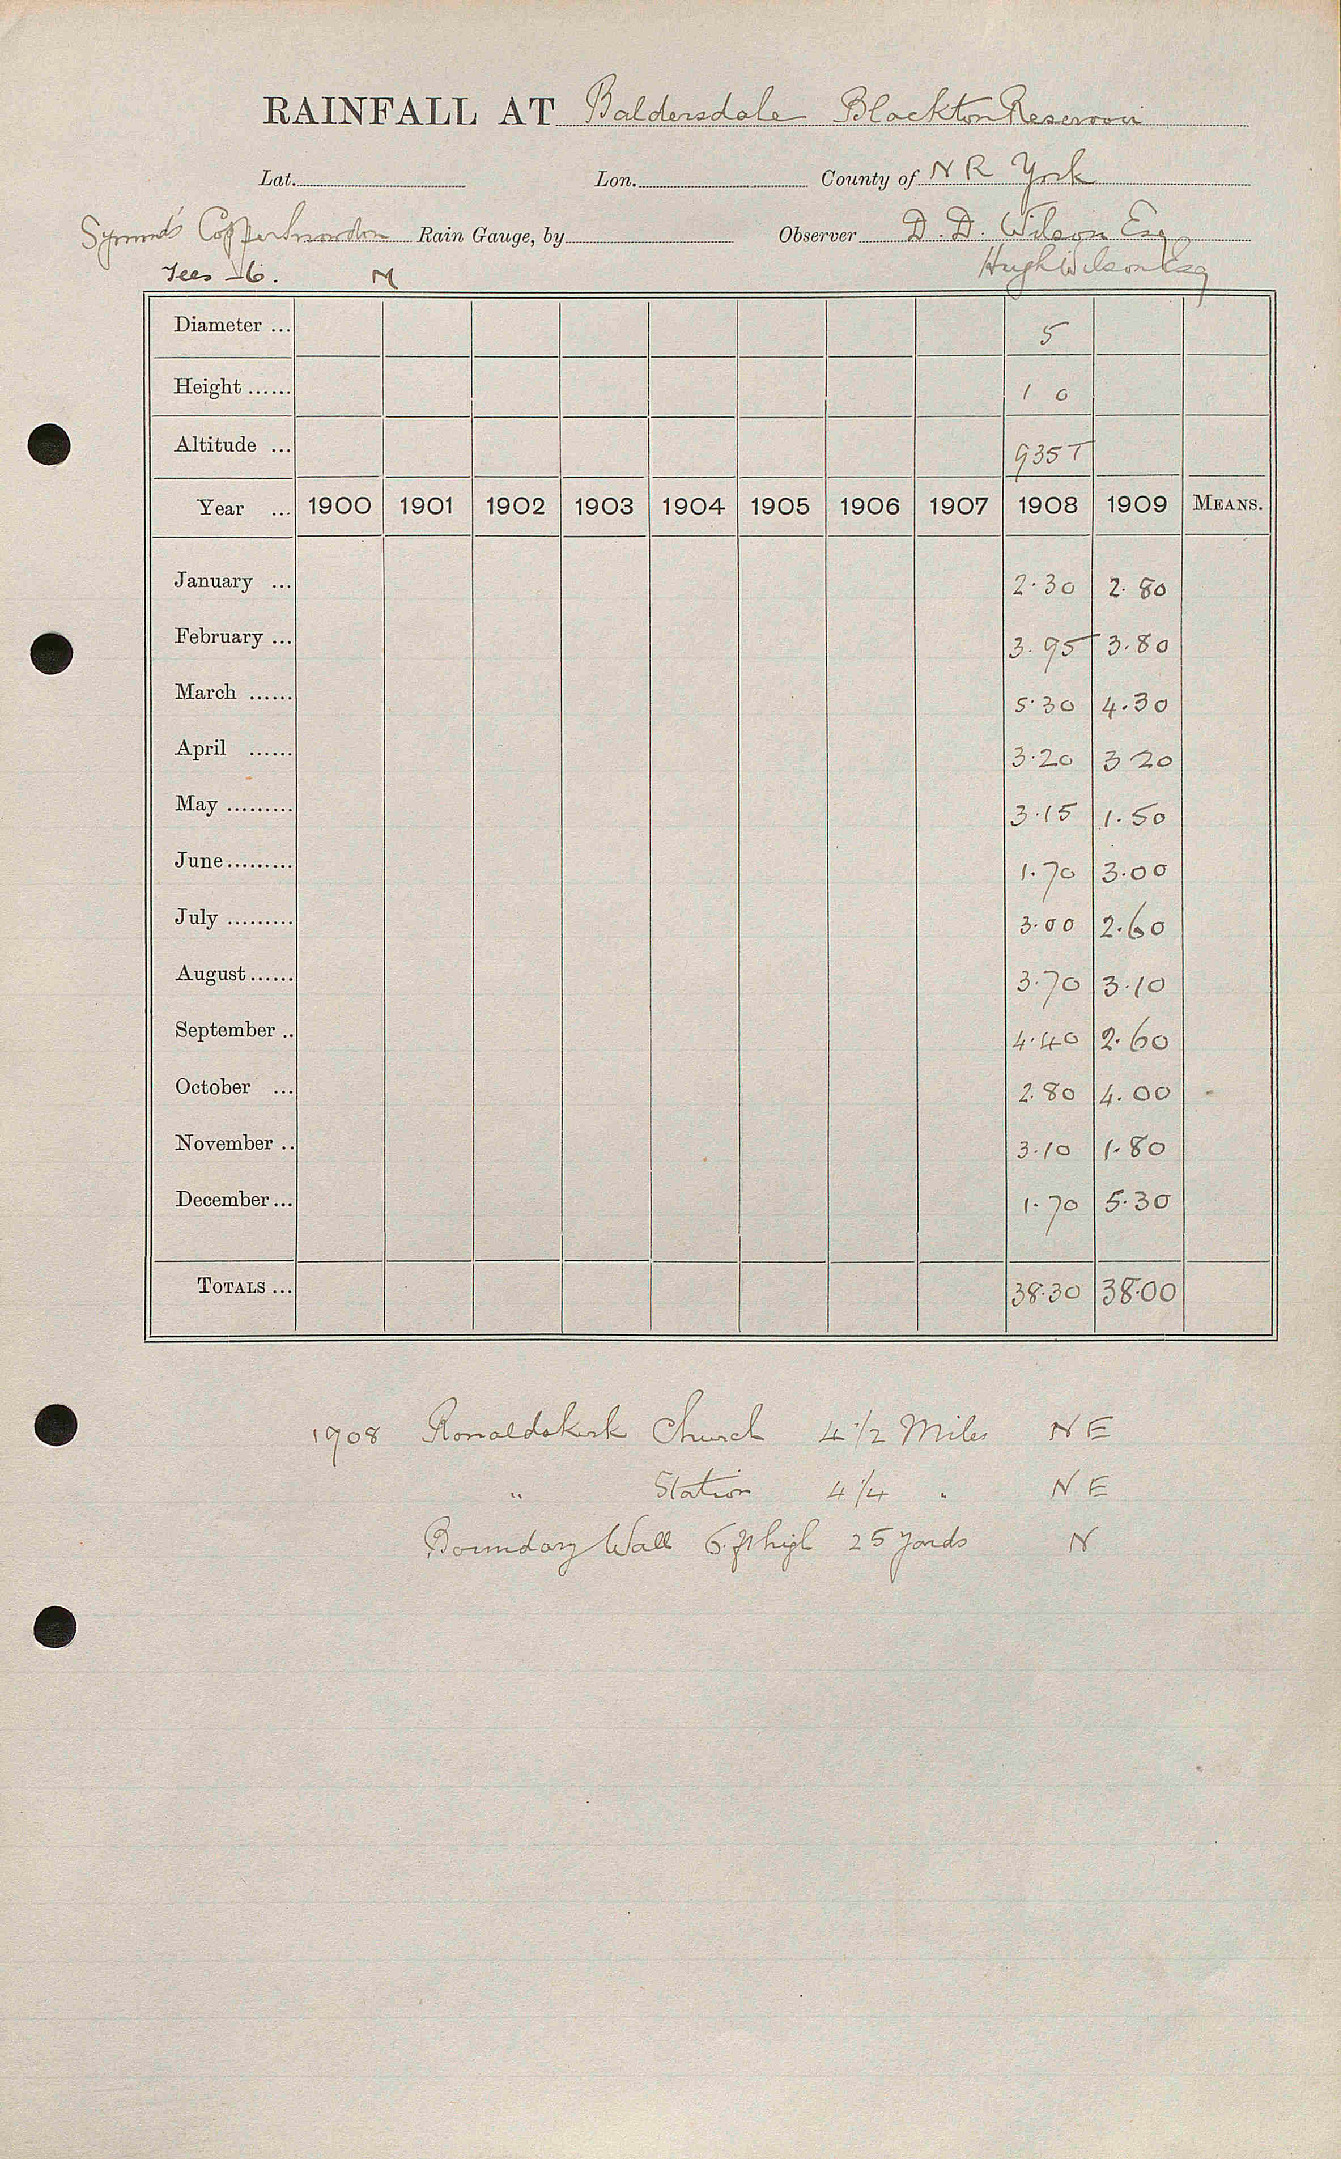 RAINFALL AT Baldersdale Blackton Reservoir
Lat. Lon. County of N R York
Symons' Copper Snowdon Rain Gauge, by Observer D. D. Wilson Esq
Tees - 6. M Hugh Wilson Esq
Diameter ... 5
Height ...... 1 0
Altitude ... 935 T
Year ... 1900 1901 1902 1903 1904 1905 1906 1907 1908 1909 MEANS.
January ... 2.30 2.80
February ... 3.95 3.80
March ...... 5.30 4.30
April ...... 3.20 3 20
May ......... 3.15 1.50
June ......... 1.70 3.00
July ......... 3.00 2.60
August ...... 3.70 3.10
September .. 4.40 2.60
October ... 2.80 4.00
November .. 3.10 1.80
December ... 1.70 5.30
TOTALS ... 38.30 38.00
1908 Romaldskirk Church 4 1/2 Miles N E
" Station 4 1/4 " N E
Boundary Wall 6 ft high 25 yards N